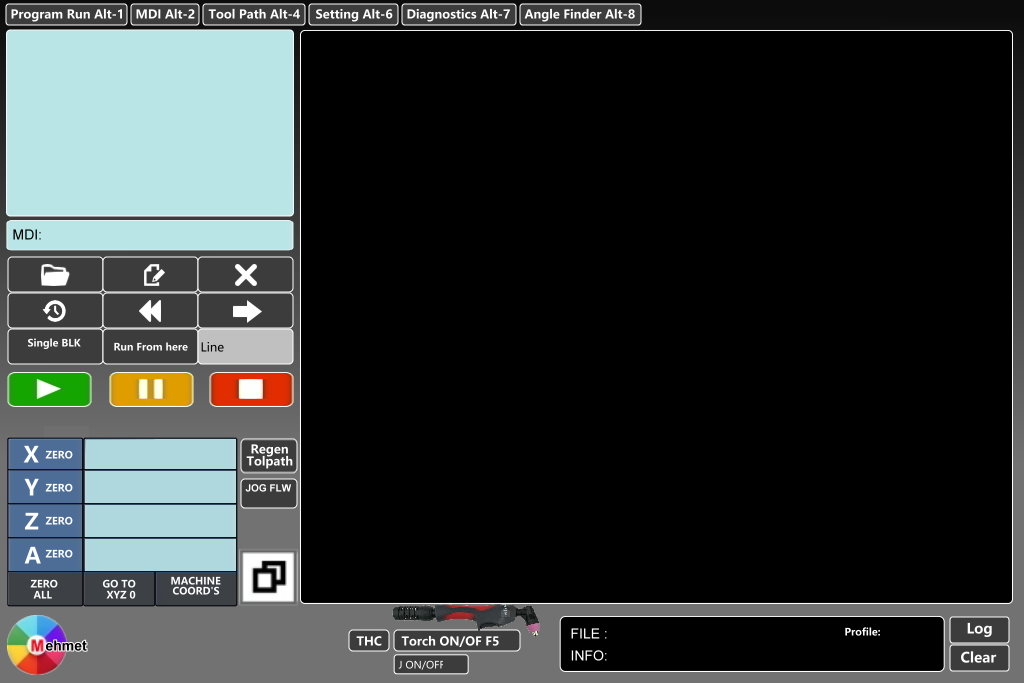 Program Run Alt-1
MDI Alt-2
Tool Path Alt-4
Setting Alt-6
Diagnostics Alt-7
Angle Finder Alt-8
MDI:
Single BLK
Run From here
Line
X ZERO
Y ZERO
Z ZERO
A ZERO
Regen
Tolpath
JOG FLW
ZERO
ALL
GO TO
XYZ 0
MACHINE
COORD'S
Mehmet
THC
Torch ON/OF F5
J ON/OFF
FILE :
Profile:
INFO:
Log
Clear